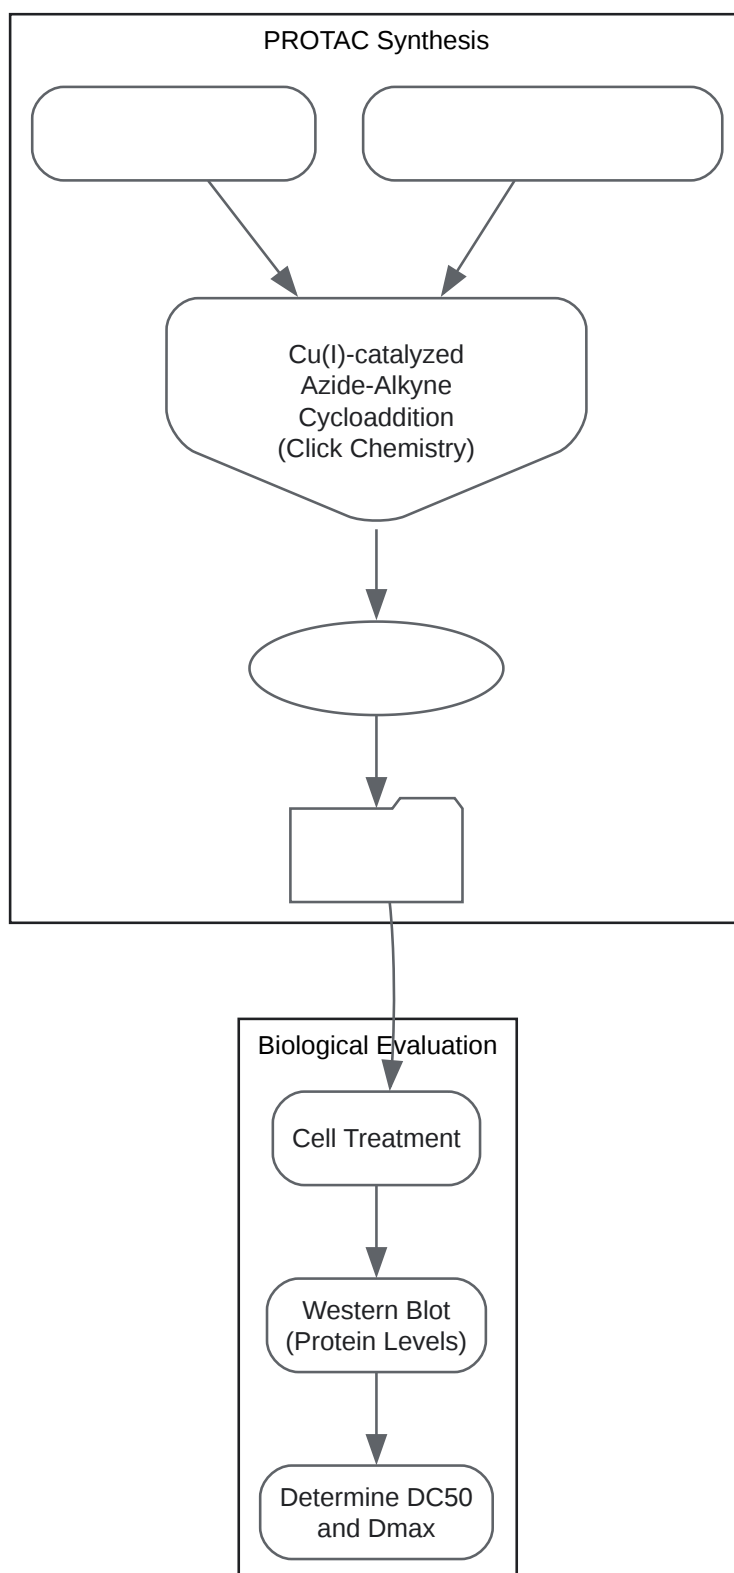 PROTAC Synthesis
Cu(I)-catalyzed
Azide-Alkyne
Cycloaddition
(Click Chemistry)
Biological Evaluation
Cell Treatment
Western Blot
(Protein Levels)
Determine DC50
and Dmax